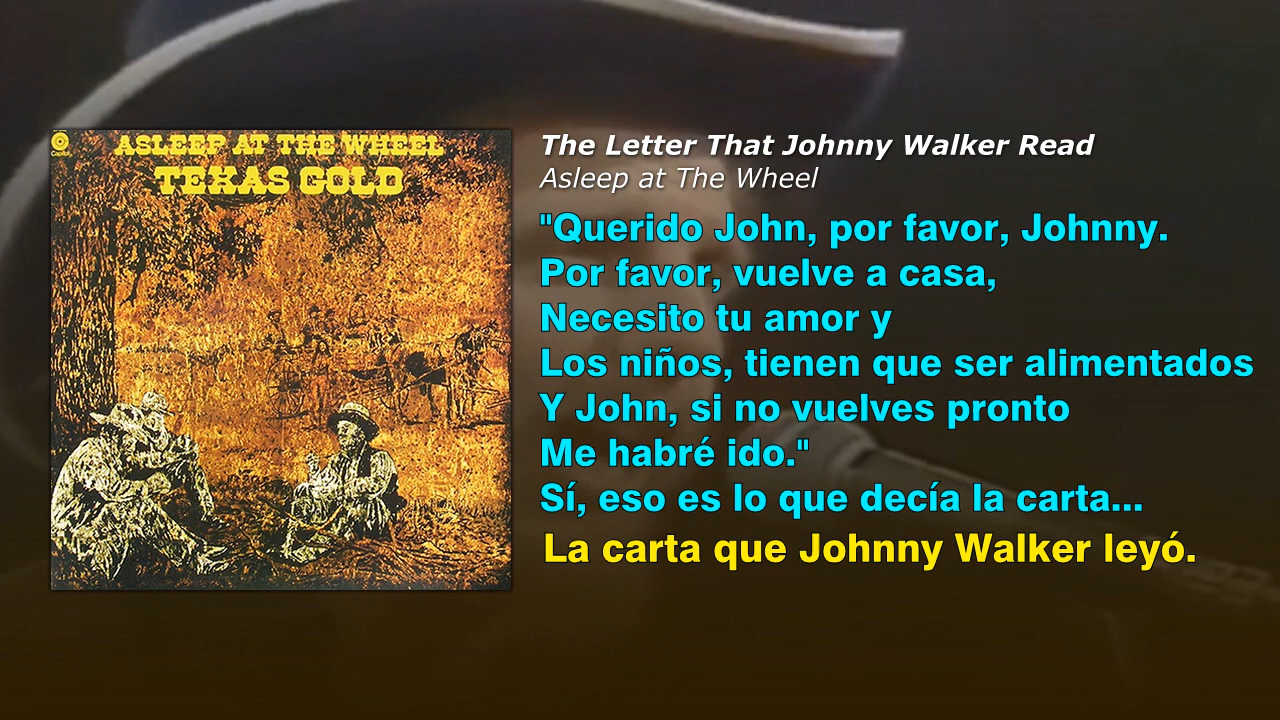 Capitol
ASLEEP AT THE WHEEL
TEXAS GOLD
The Letter That Johnny Walker Read
Asleep at The Wheel
"Querido John, por favor, Johnny.
Por favor, vuelve a casa,
Necesito tu amor y
Los niños, tienen que ser alimentados
Y John, si no vuelves pronto
Me habré ido."
Sí, eso es lo que decía la carta...
La carta que Johnny Walker leyó.